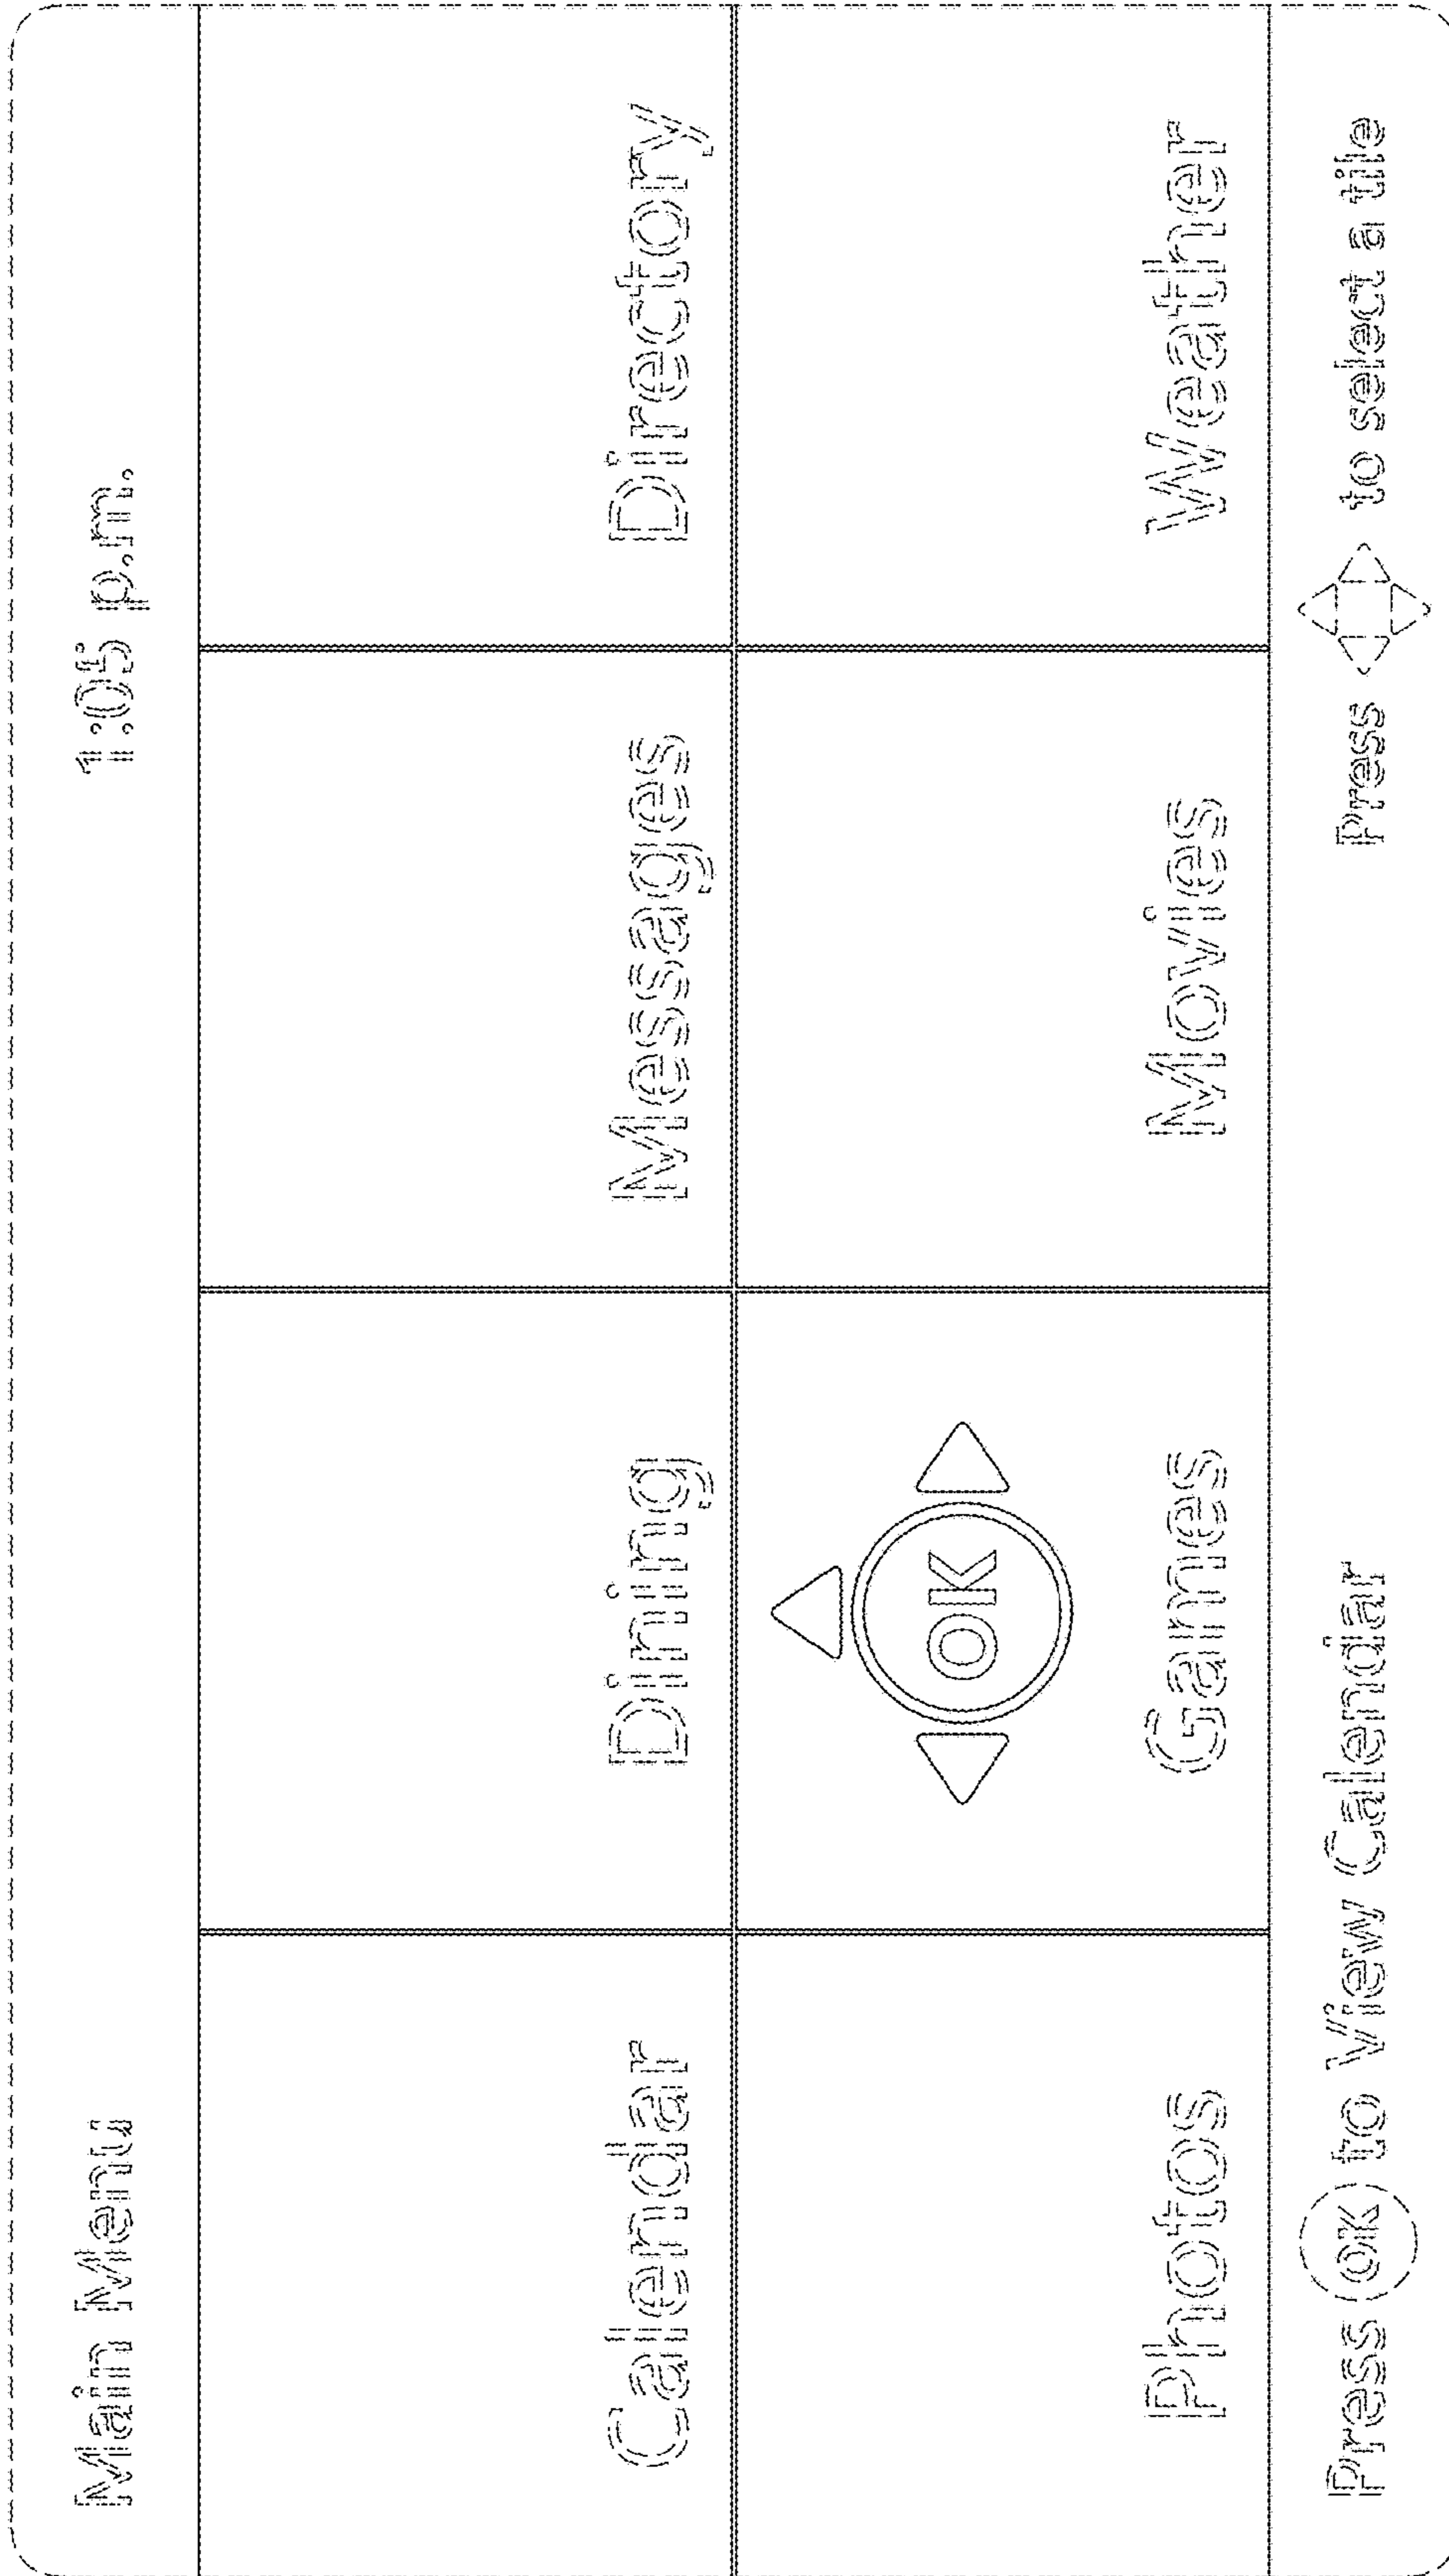 Main Menu
1:05 p.m.
Calendar
Dining
Messages
Directory
OK
Photos
Games
Movies
Weather
Press OK to View Calendar
Press to select a tile